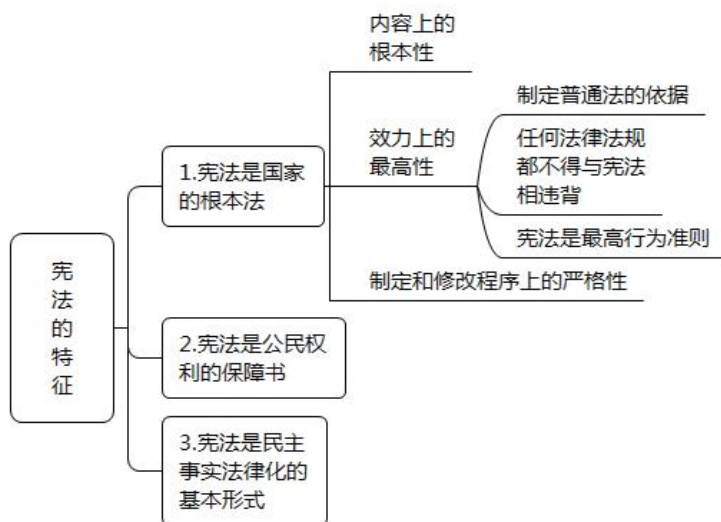 宪法的特征
1.宪法是国家
的根本法
内容上的
根本性
效力上的
最高性
制定普通法的依据
任何法律法规
都不得与宪法
相违背
宪法是最高行为准则
制定和修改程序上的严格性
2.宪法是公民权
利的保障书
3.宪法是民主
事实法律化的
基本形式